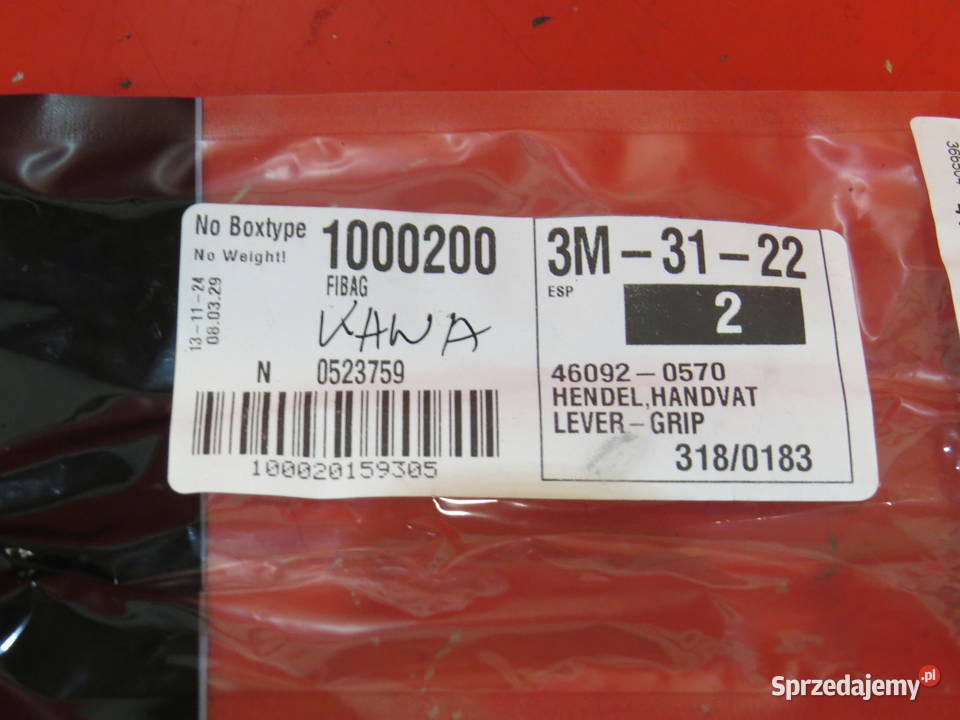 No Boxtype 1000200
No Weight!
FIBAG
13-11-24
08.03.29
KAWA
N 0523759
100020159305
3M-31-22
ESP
2
46092-0570
HENDEL,HANDVAT
LEVER-GRIP
318/0183
366504
Sprzedajemy.pl